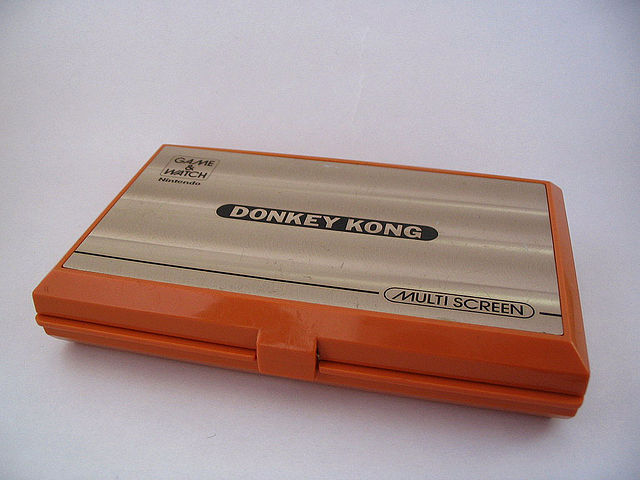 GAME
&
WATCH
Nintendo
DONKEY KONG
MULTI SCREEN